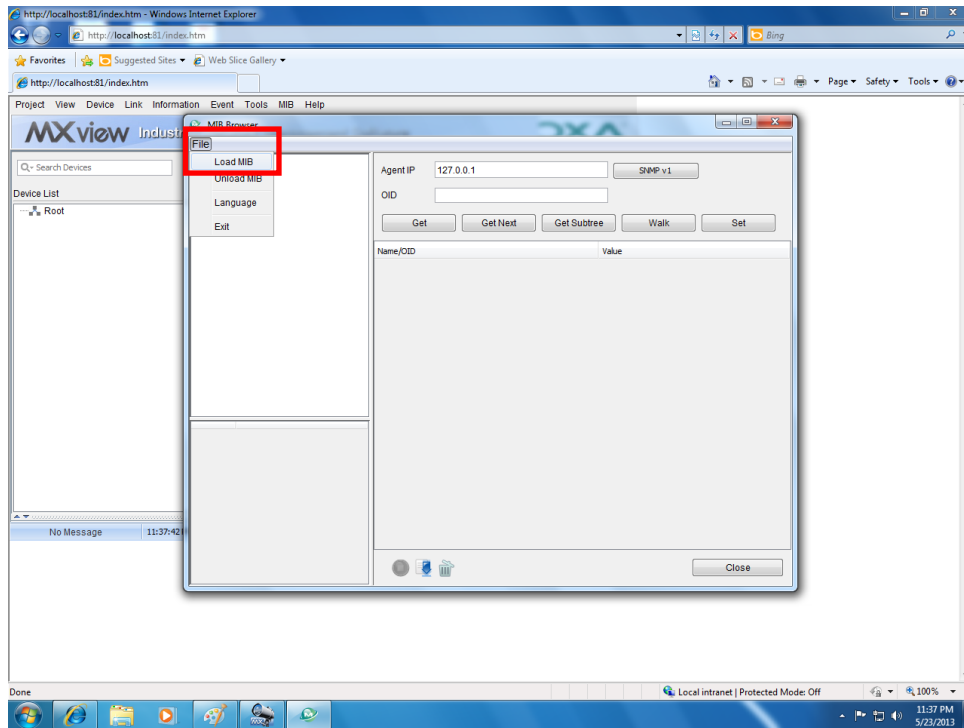 http://localhost:81/index.htm - Windows Internet Explorer
http://localhost:81/index.htm
Bing
Favorites Suggested Sites Web Slice Gallery
http://localhost:81/index.htm
Page Safety Tools
Project View Device Link Information Event Tools MIB Help
MXview Indust
MIB Browser
File
Load MIB
Unload MIB
Language
Exit
Search Devices
Device List
Root
Agent IP 127.0.0.1 SNMP v1
OID
Get Get Next Get Subtree Walk Set
Name/OID Value
No Message 11:37:42
Close
Done Local intranet | Protected Mode: Off 100%
11:37 PM
5/23/2013